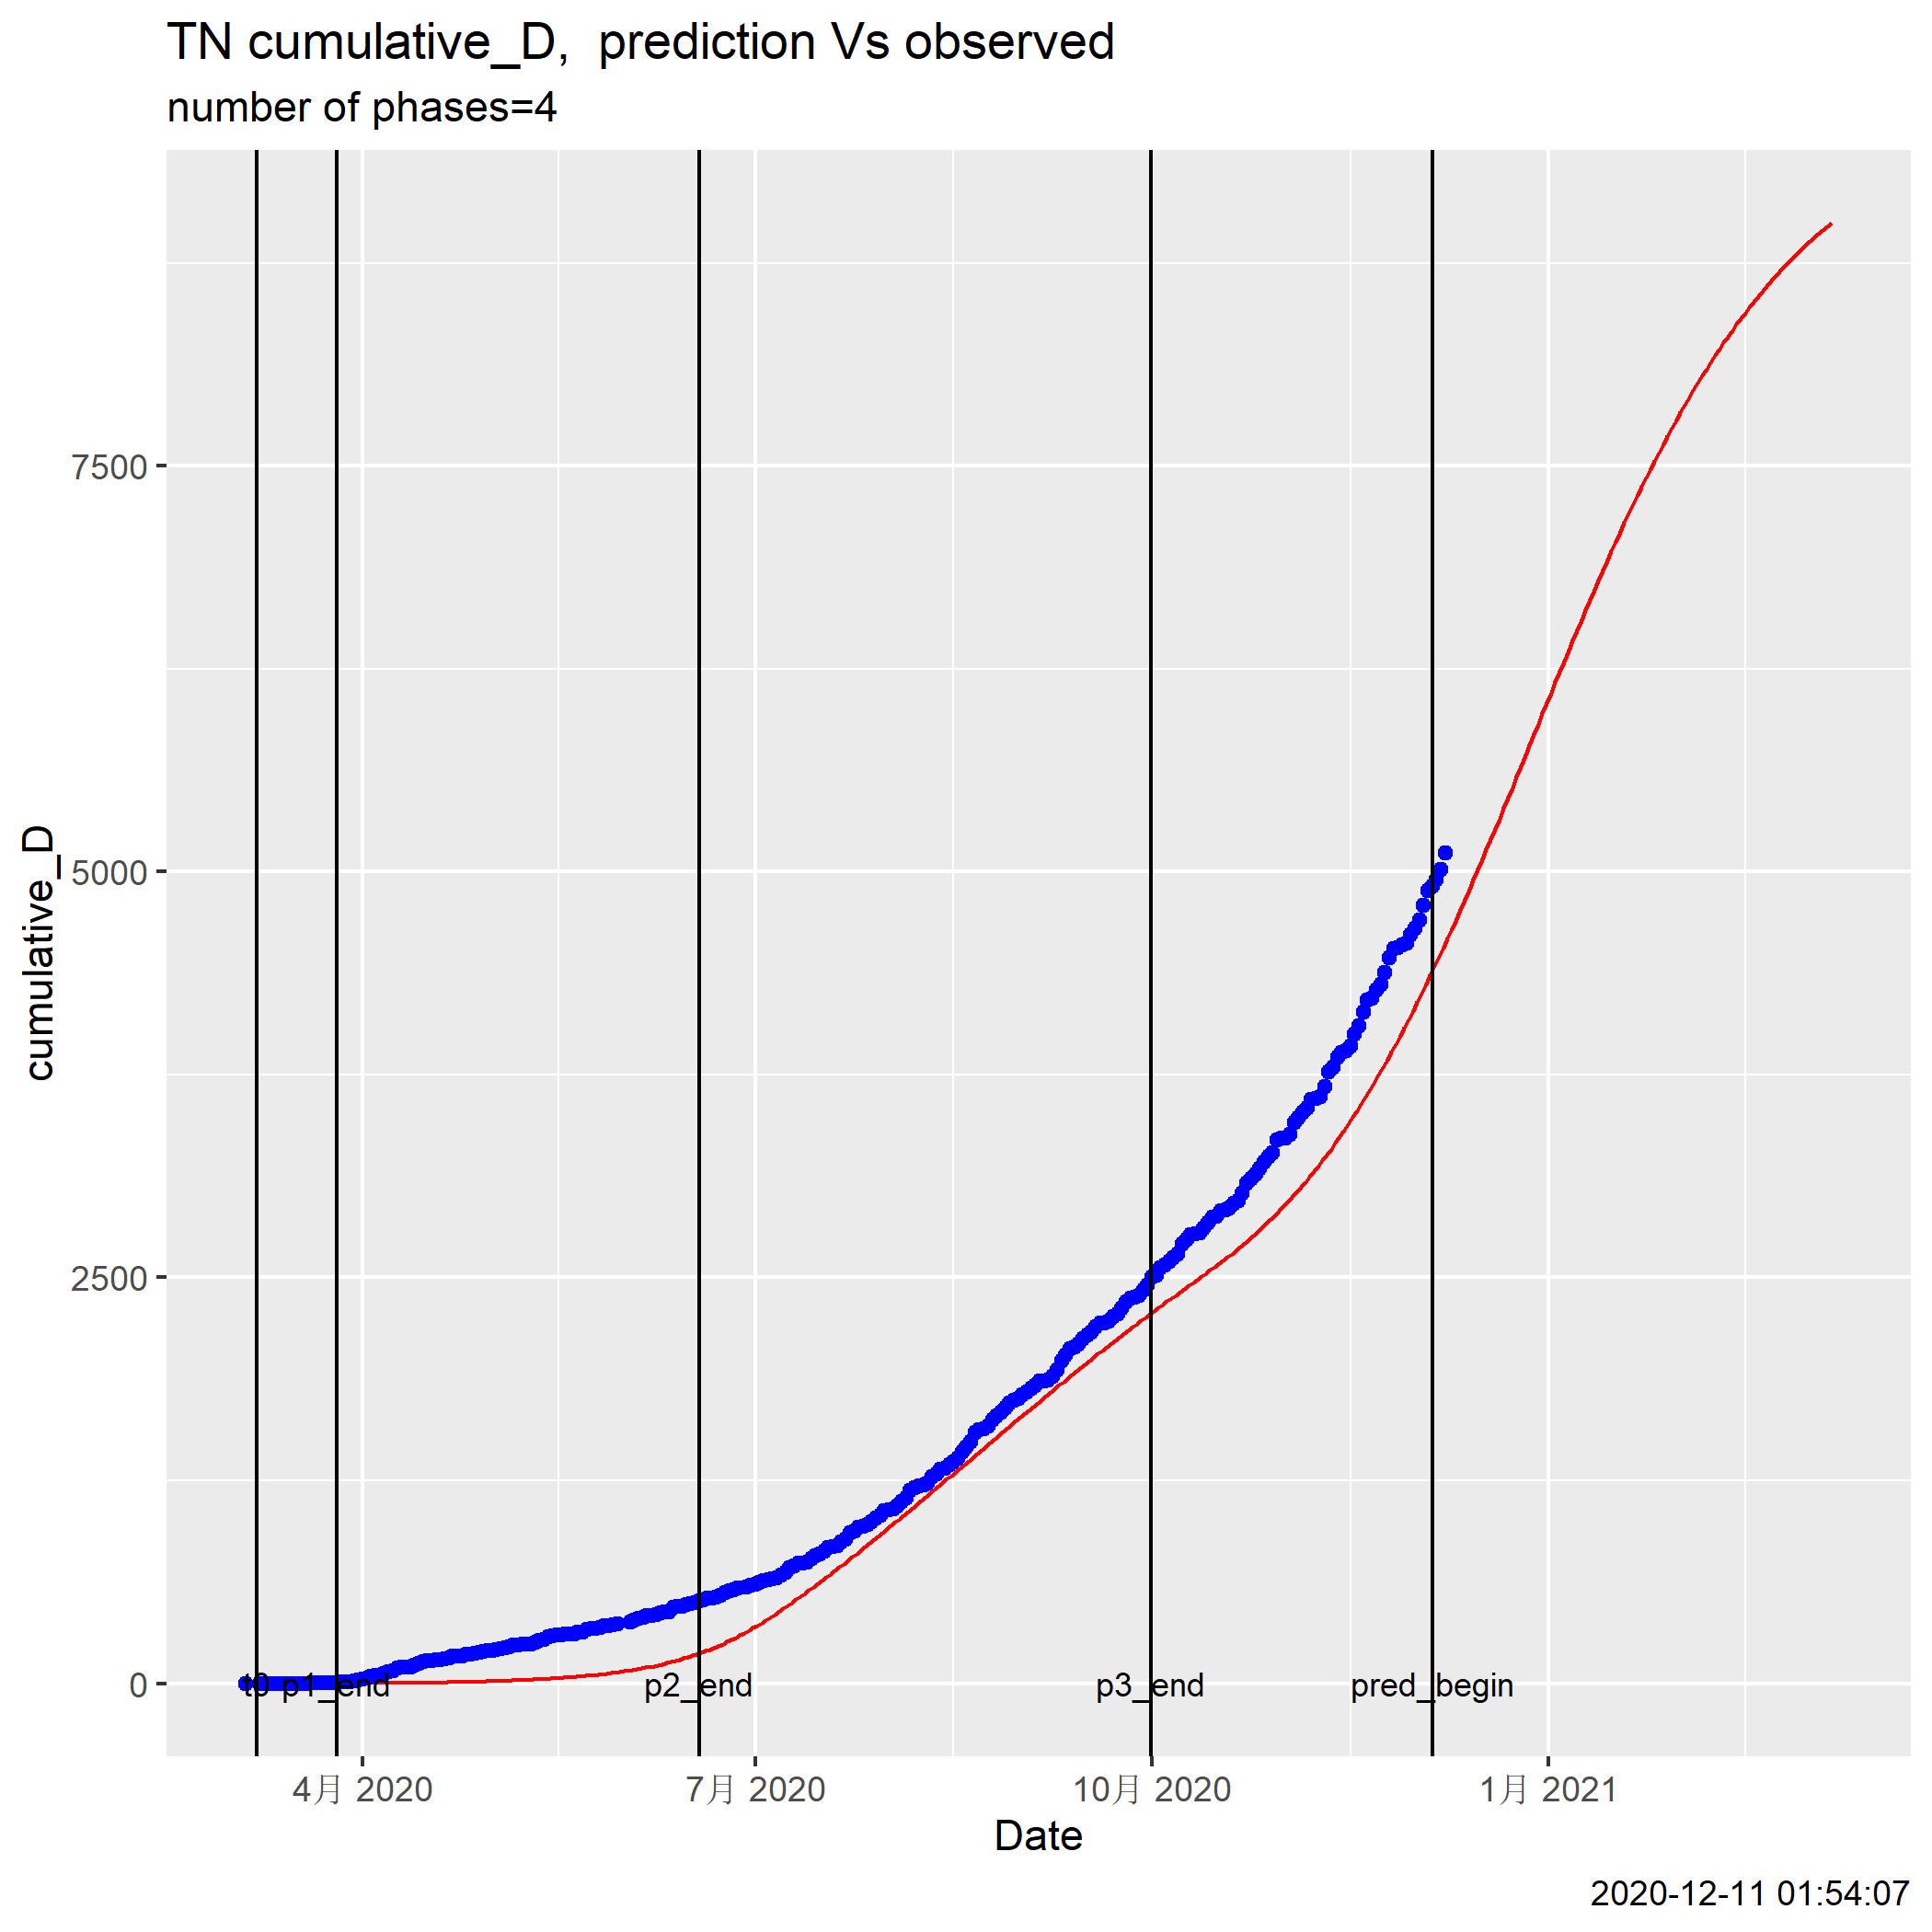 TN cumulative_D,  prediction Vs observed
number of phases=4
cumulative_D
7500
5000
2500
0
t0 p1_end p2_end p3_end pred_begin
4月 2020 7月 2020 10月 2020 1月 2021
Date
2020-12-11 01:54:07